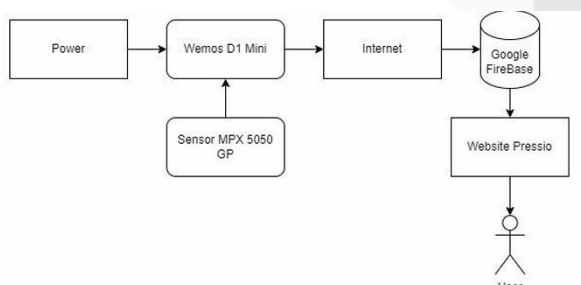 Power
Wemos D1 Mini
Internet
Google
FireBase
Sensor MPX 5050
GP
Website Pressio